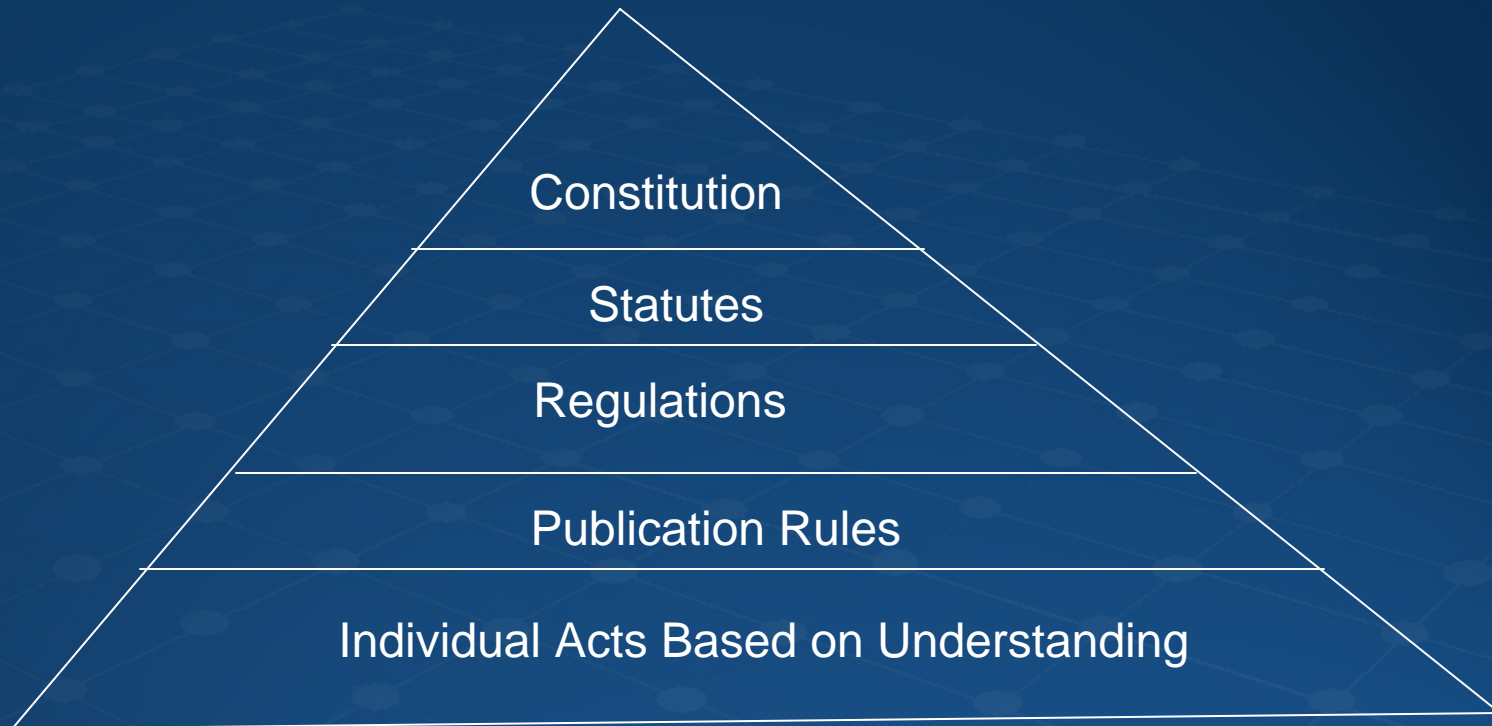 Constitution
Statutes
Regulations
Publication Rules
Individual Acts Based on Understanding